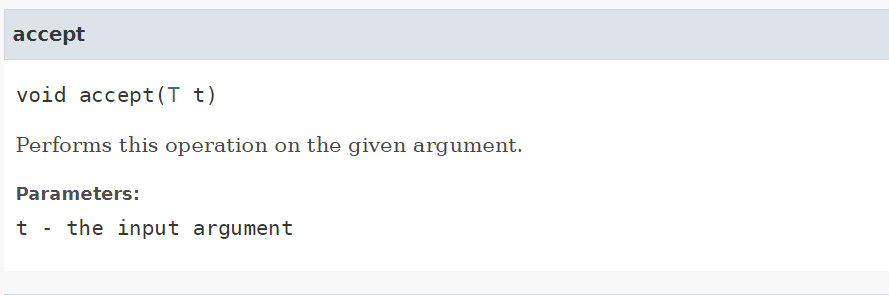 accept
void accept(T t)
Performs this operation on the given argument.
Parameters:
t - the input argument